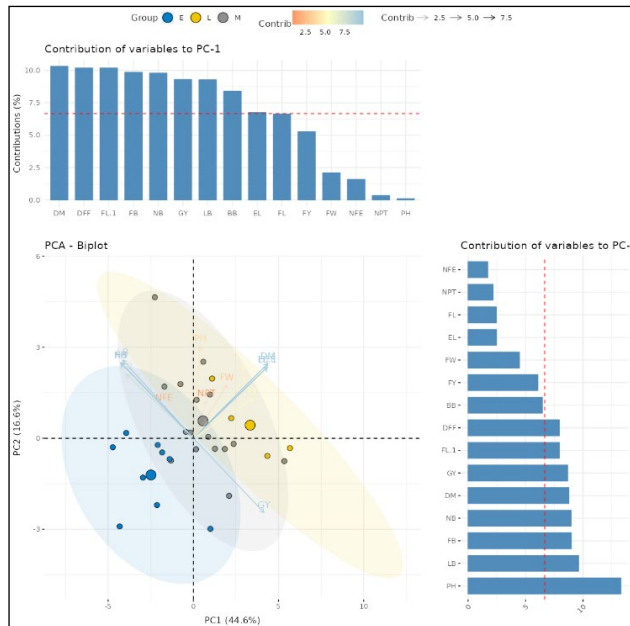 Group E L M
Contrib 2.5 5.0 7.5
Contrib 2.5 5.0 7.5
Contribution of variables to PC-1
Contributions (%)
10.0
7.5
5.0
2.5
0.0
DM DFF FL.1 FB NB GY LB BB EL FL FY FW NFE NPT PH
PCA - Biplot
PC2 (16.6%)
6
3
0
-3
PH
DM
FW
NFE
NPT
GY
-5 0 5 10
PC1 (44.6%)
Contribution of variables to PC-
NFE
NPT
FL
EL
FW
FY
BB
DFF
FL.1
GY
DM
NB
FB
LB
PH
0 5 10